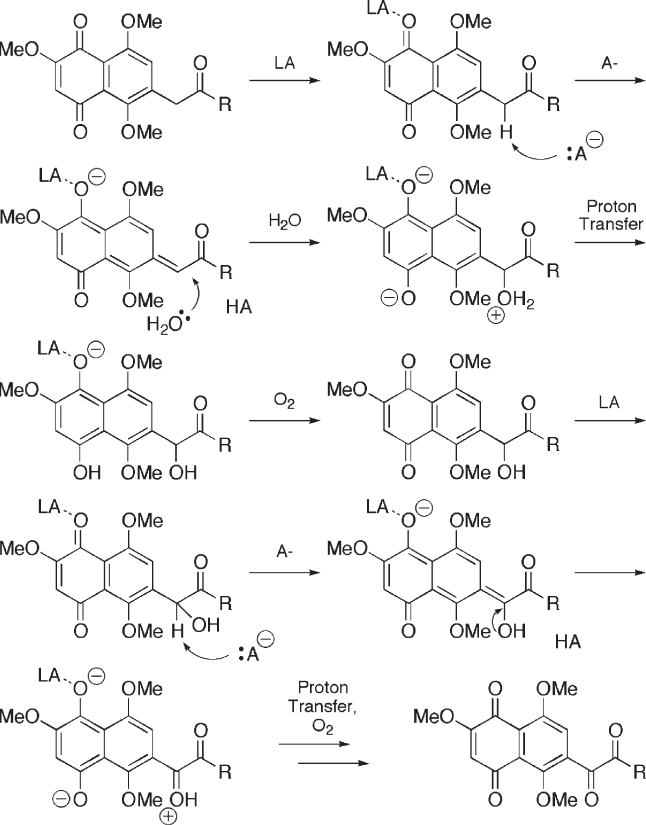 O OMe MeO O R O OMe
LA
LA O OMe MeO O R O OMe H :A⊖
A-
LA O ⊖ OMe MeO O R O OMe H₂O: HA
H₂O
LA O ⊖ OMe MeO O R ⊖ O OMe OH₂ ⊕
Proton
Transfer
LA O ⊖ OMe MeO O R OH OMe OH
O₂
O OMe MeO O R O OMe OH
LA
LA O OMe MeO O R O OMe H OH :A⊖
A-
LA O ⊖ OMe MeO O R O OMe OH HA
LA O ⊖ OMe MeO O R ⊖ O OMe OH ⊕
Proton
Transfer,
O₂
O OMe MeO O R O OMe O